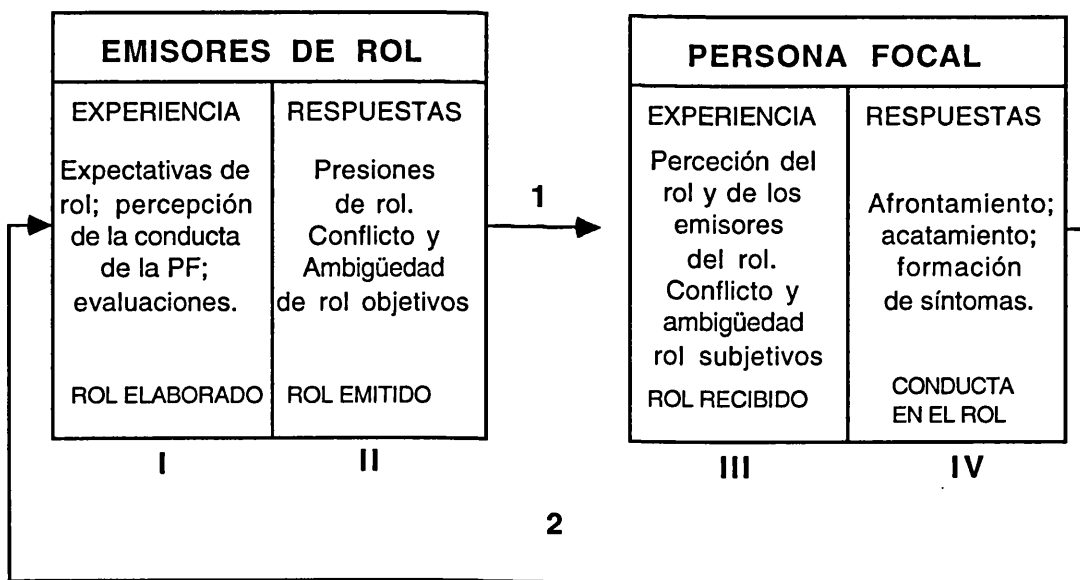 EMISORES DE ROL
EXPERIENCIA
Expectativas de
rol; percepción
de la conducta
de la PF;
evaluaciones.
ROL ELABORADO
RESPUESTAS
Presiones
de rol.
Conflicto y
Ambigüedad
de rol objetivos
ROL EMITIDO
I
II
1
PERSONA FOCAL
EXPERIENCIA
Perceción del
rol y de los
emisores
del rol.
Conflicto y
ambigüedad
rol subjetivos
ROL RECIBIDO
RESPUESTAS
Afrontamiento;
acatamiento;
formación
de síntomas.
CONDUCTA
EN EL ROL
III
IV
2